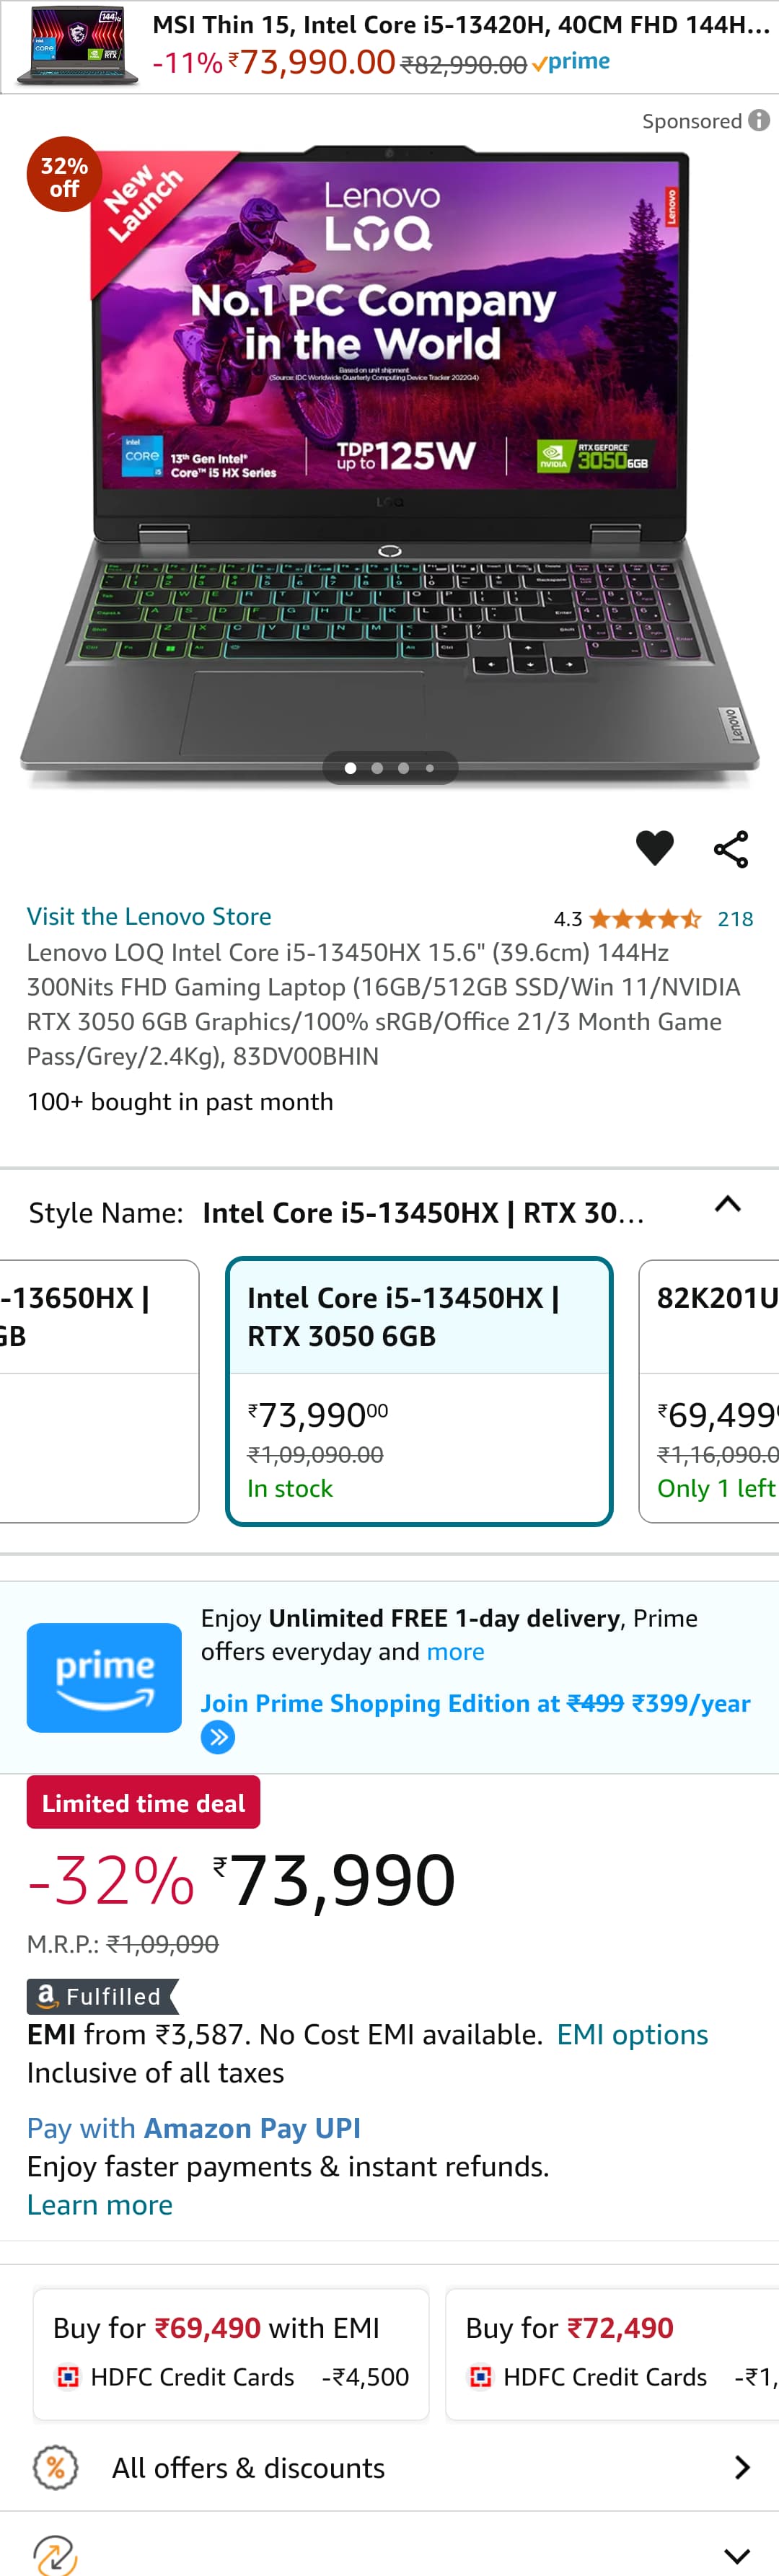 MSI Thin 15, Intel Core i5-13420H, 40CM FHD 144H...
-11% ₹73,990.00 ₹82,990.00 prime
Sponsored
32%
off
New
Launch
Lenovo
LOQ
Lenovo
No.1 PC Company
in the World
Based on unit shipment
(Source: IDC Worldwide Quarterly Computing Device Tracker 2022Q4)
intel
CORE
i5
13th Gen Intel®
Core™ i5 HX Series
TDP
up to 125W
NVIDIA
RTX GEFORCE
3050 6GB
LOQ
Lenovo
Visit the Lenovo Store
4.3 218
Lenovo LOQ Intel Core i5-13450HX 15.6" (39.6cm) 144Hz
300Nits FHD Gaming Laptop (16GB/512GB SSD/Win 11/NVIDIA
RTX 3050 6GB Graphics/100% sRGB/Office 21/3 Month Game
Pass/Grey/2.4Kg), 83DV00BHIN
100+ bought in past month
Style Name: Intel Core i5-13450HX | RTX 30...
-13650HX |
GB
Intel Core i5-13450HX |
RTX 3050 6GB
₹73,99000
₹1,09,090.00
In stock
82K201U
₹69,499
₹1,16,090.0
Only 1 left
prime
Enjoy Unlimited FREE 1-day delivery, Prime
offers everyday and more
Join Prime Shopping Edition at ₹499 ₹399/year
Limited time deal
-32% ₹73,990
M.R.P.: ₹1,09,090
a Fulfilled
EMI from ₹3,587. No Cost EMI available. EMI options
Inclusive of all taxes
Pay with Amazon Pay UPI
Enjoy faster payments & instant refunds.
Learn more
Buy for ₹69,490 with EMI
HDFC Credit Cards -₹4,500
Buy for ₹72,490
HDFC Credit Cards -₹1,
% All offers & discounts